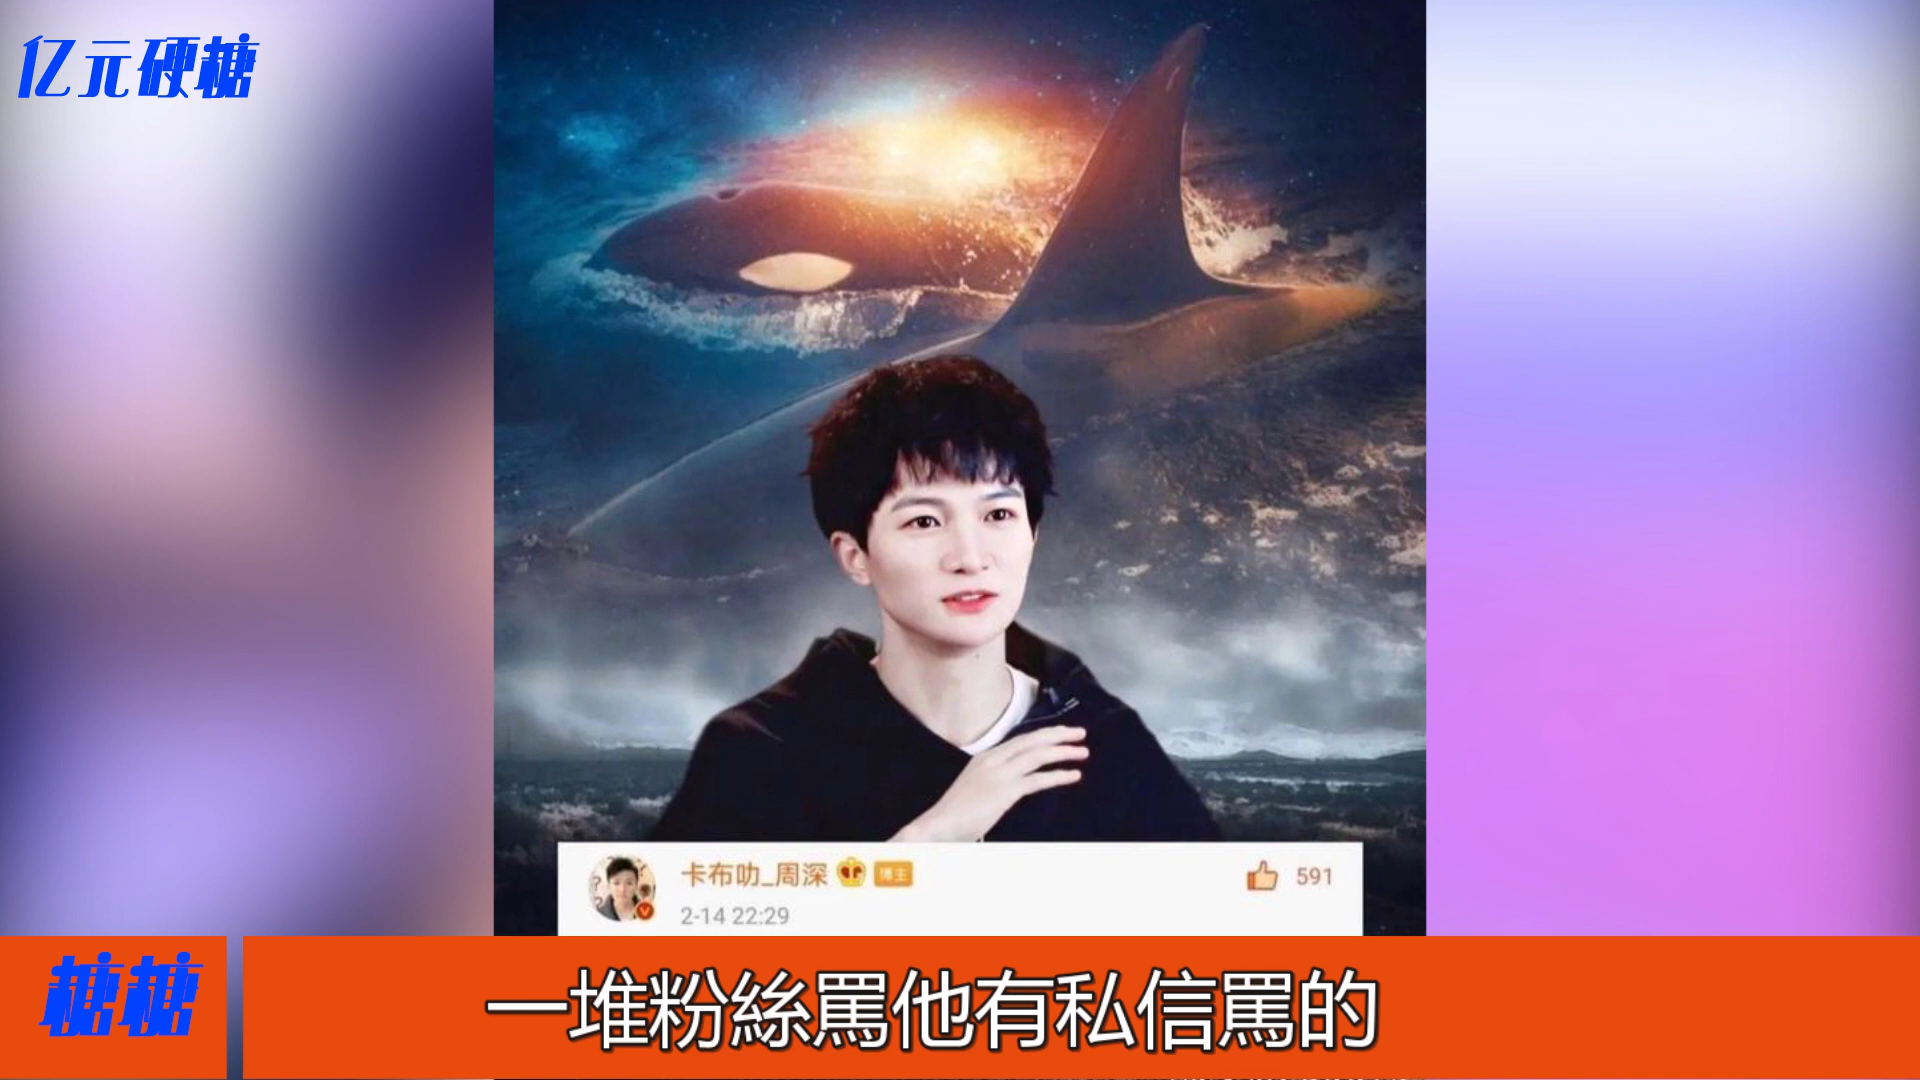 亿元硬糖
卡布叻_周深 博主 591
2-14 22:29
糖糖
一堆粉絲罵他有私信罵的